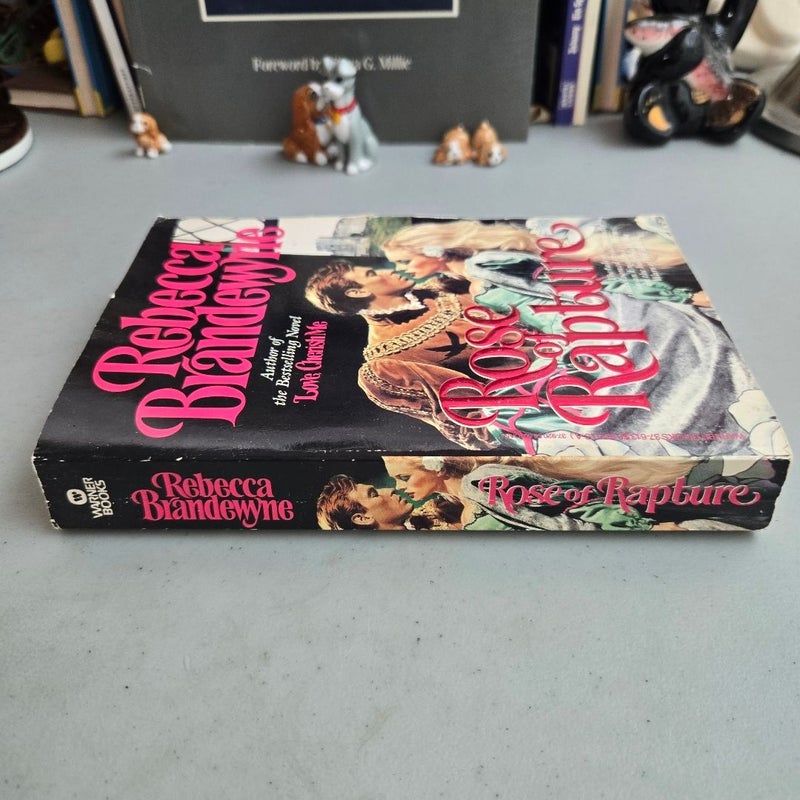 Foreword by
G. Millie
Rebecca
Brandewyne
Author of
the Bestselling Novel
Love, Cherish Me
Rose
of
Rapture
W
WARNER
BOOKS
Rebecca
Brandewyne
Rose of Rapture